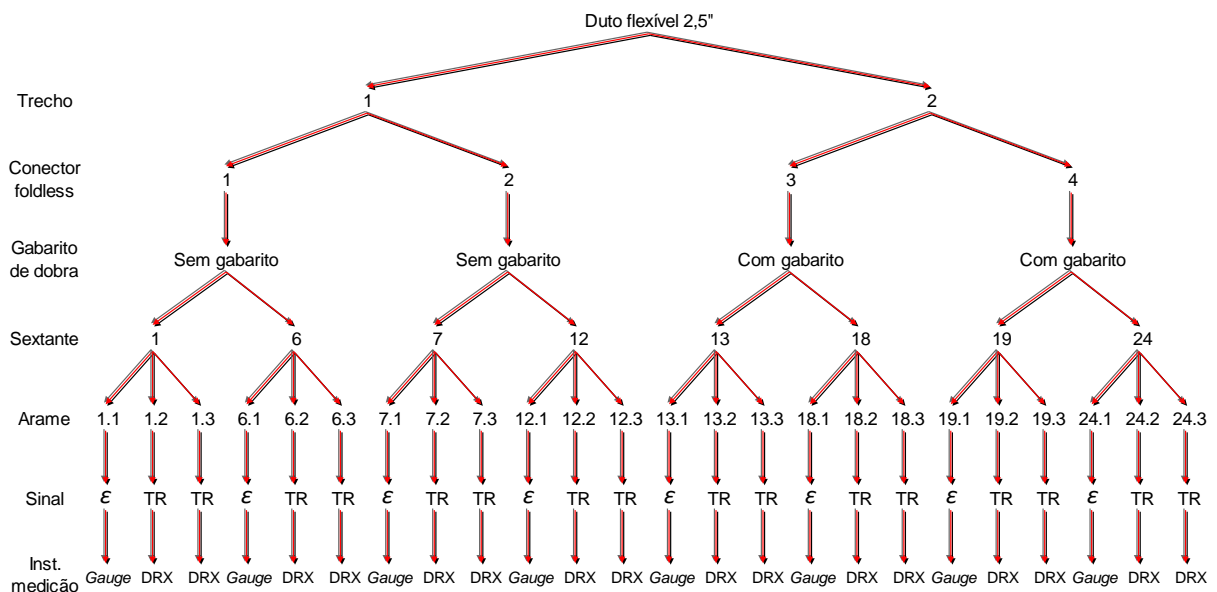 Duto flexível 2,5"
Trecho 1 2
Conector
foldless 1 2 3 4
Gabarito
de dobra Sem gabarito Sem gabarito Com gabarito Com gabarito
Sextante 1 6 7 12 13 18 19 24
Arame 1.1 1.2 1.3 6.1 6.2 6.3 7.1 7.2 7.3 12.1 12.2 12.3 13.1 13.2 13.3 18.1 18.2 18.3 19.1 19.2 19.3 24.1 24.2 24.3
Sinal ε TR TR ε TR TR ε TR TR ε TR TR ε TR TR ε TR TR ε TR TR ε TR TR
Inst.
medição Gauge DRX DRX Gauge DRX DRX Gauge DRX DRX Gauge DRX DRX Gauge DRX DRX Gauge DRX DRX Gauge DRX DRX Gauge DRX DRX